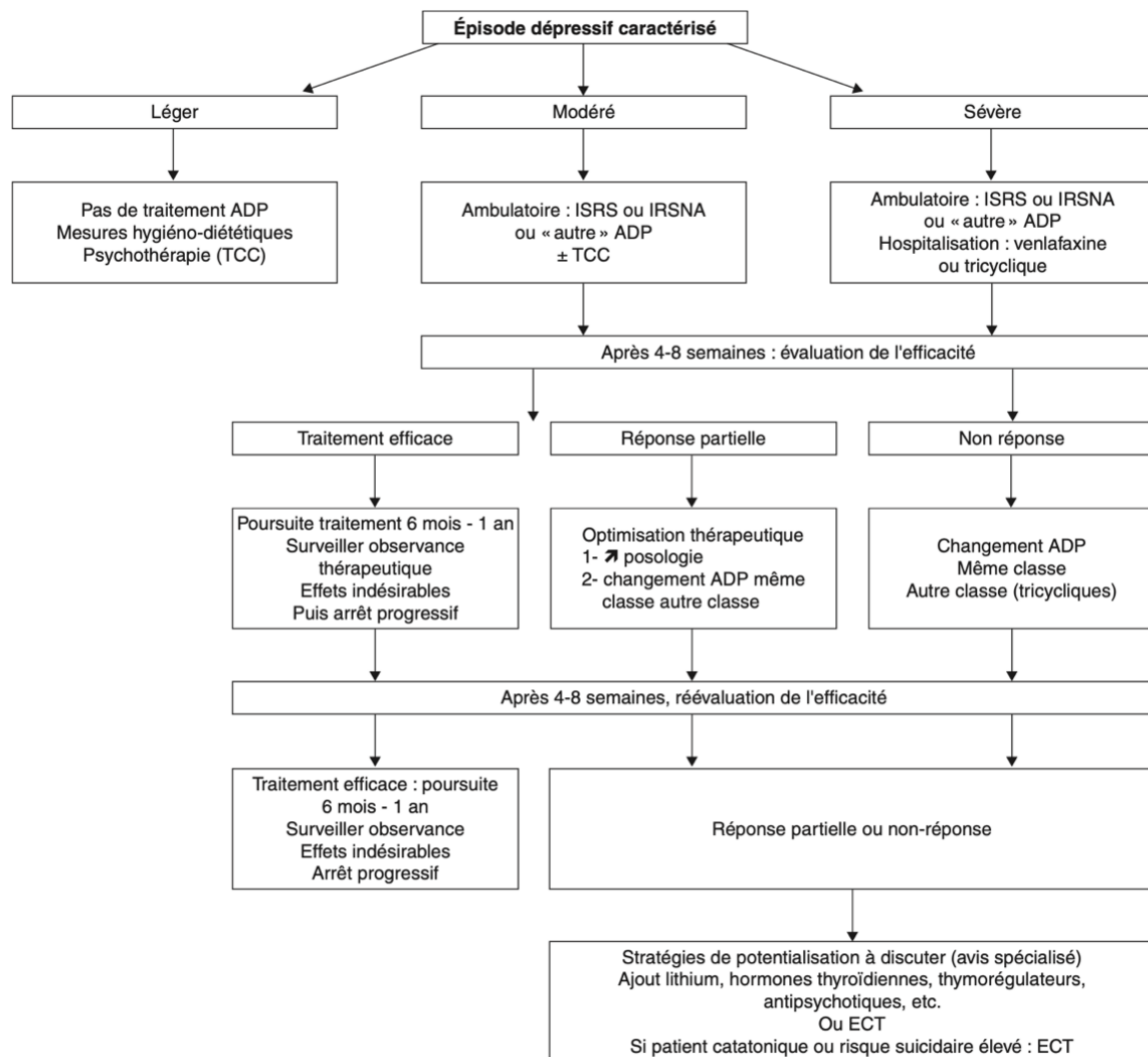 Épisode dépressif caractérisé
Léger
Modéré
Sévère
Pas de traitement ADP
Mesures hygiéno-diététiques
Psychothérapie (TCC)
Ambulatoire : ISRS ou IRSNA
ou « autre » ADP
± TCC
Ambulatoire : ISRS ou IRSNA
ou « autre » ADP
Hospitalisation : venlafaxine
ou tricyclique
Après 4-8 semaines : évaluation de l'efficacité
Traitement efficace
Réponse partielle
Non réponse
Poursuite traitement 6 mois - 1 an
Surveiller observance
thérapeutique
Effets indésirables
Puis arrêt progressif
Optimisation thérapeutique
1- ↗ posologie
2- changement ADP même
classe autre classe
Changement ADP
Même classe
Autre classe (tricycliques)
Après 4-8 semaines, réévaluation de l'efficacité
Traitement efficace : poursuite
6 mois - 1 an
Surveiller observance
Effets indésirables
Arrêt progressif
Réponse partielle ou non-réponse
Stratégies de potentialisation à discuter (avis spécialisé)
Ajout lithium, hormones thyroïdiennes, thymorégulateurs,
antipsychotiques, etc.
Ou ECT
Si patient catatonique ou risque suicidaire élevé : ECT